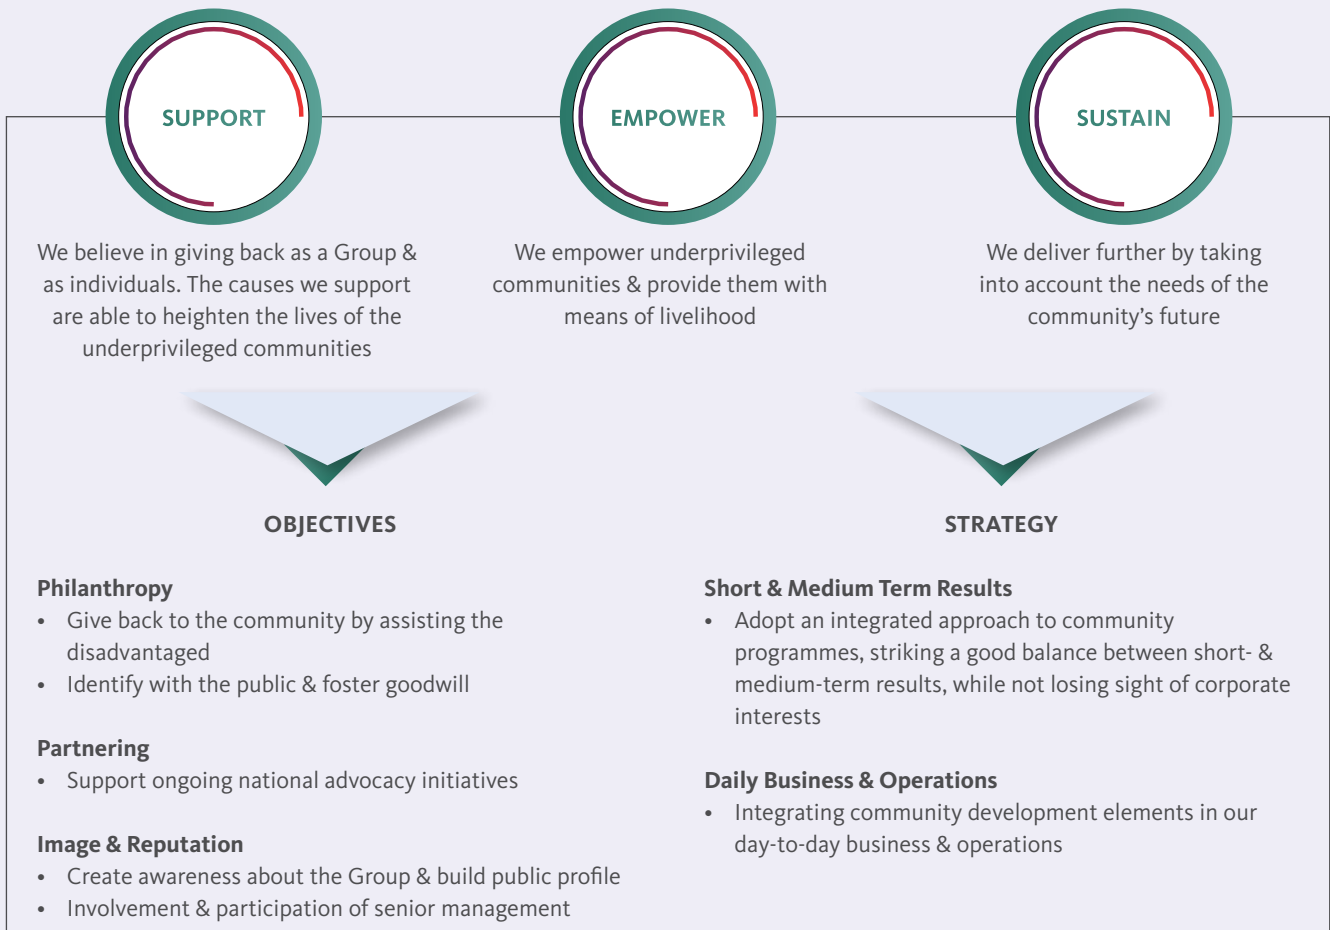 SUPPORT
We believe in giving back as a Group &
as individuals. The causes we support
are able to heighten the lives of the
underprivileged communities
EMPOWER
We empower underprivileged
communities & provide them with
means of livelihood
SUSTAIN
We deliver further by taking
into account the needs of the
community’s future
OBJECTIVES
Philanthropy
• Give back to the community by assisting the
disadvantaged
• Identify with the public & foster goodwill
Partnering
• Support ongoing national advocacy initiatives
Image & Reputation
• Create awareness about the Group & build public profile
• Involvement & participation of senior management
STRATEGY
Short & Medium Term Results
• Adopt an integrated approach to community
programmes, striking a good balance between short- &
medium-term results, while not losing sight of corporate
interests
Daily Business & Operations
• Integrating community development elements in our
day-to-day business & operations